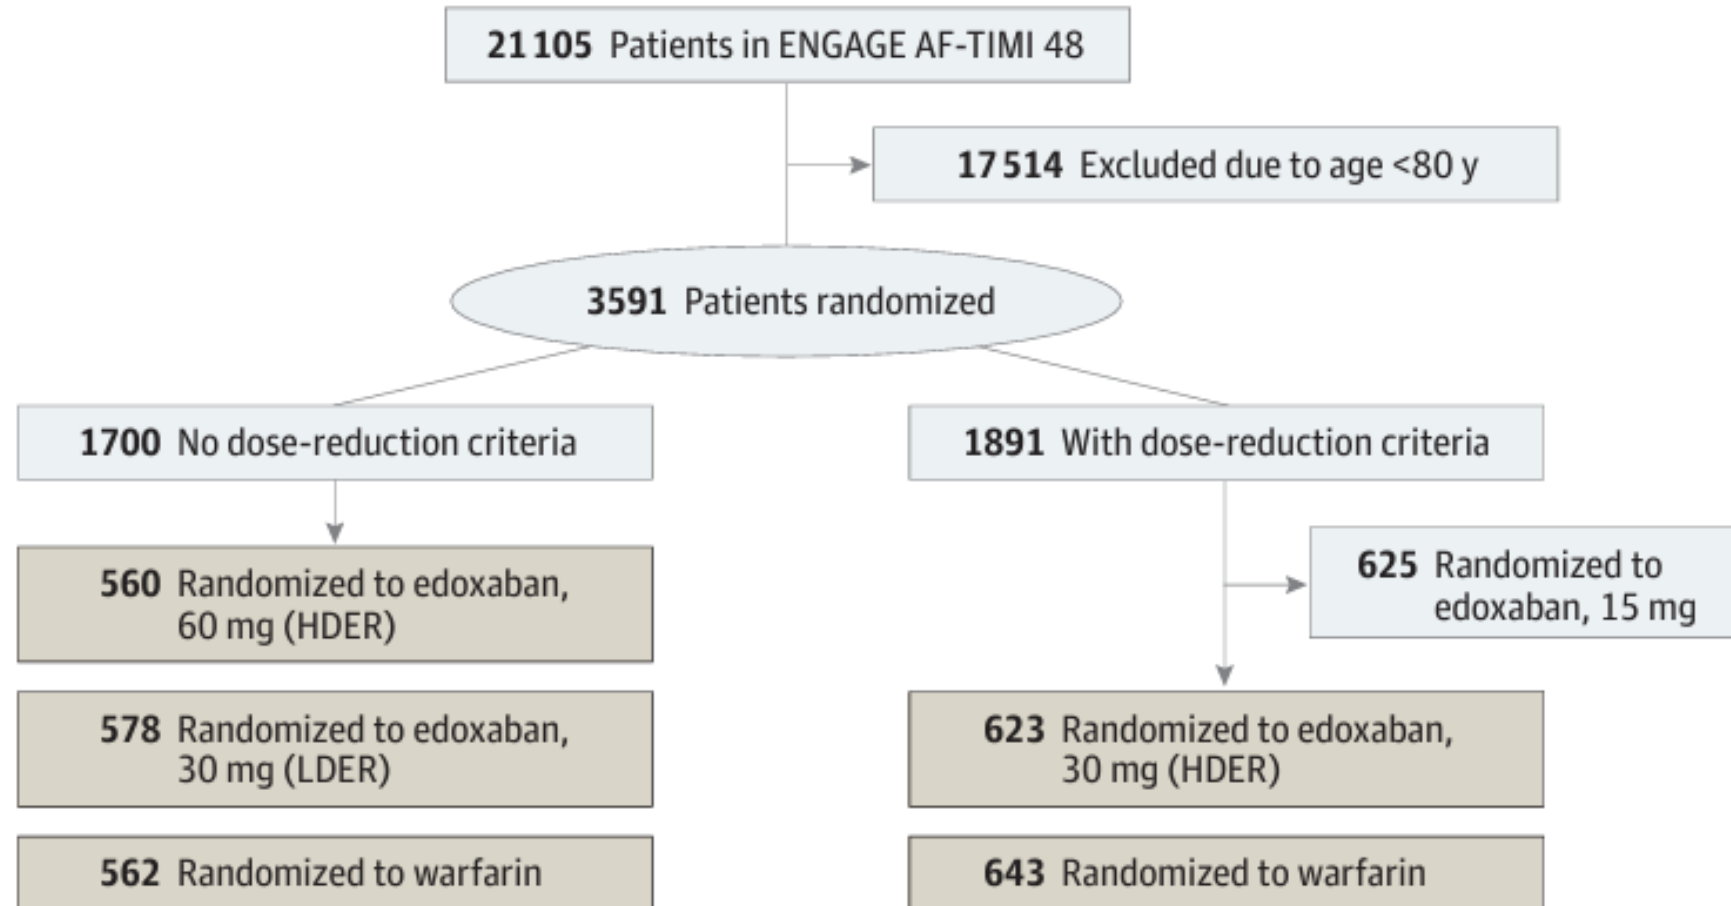 21105 Patients in ENGAGE AF-TIMI 48
17514 Excluded due to age <80 y
3591 Patients randomized
1700 No dose-reduction criteria
1891 With dose-reduction criteria
560 Randomized to edoxaban,
60 mg (HDER)
625 Randomized to
edoxaban, 15 mg
578 Randomized to edoxaban,
30 mg (LDER)
623 Randomized to edoxaban,
30 mg (HDER)
562 Randomized to warfarin
643 Randomized to warfarin